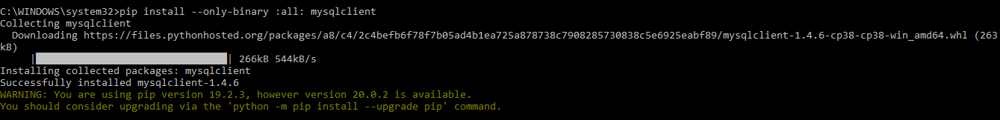 C:\WINDOWS\system32>pip install --only-binary :all: mysqlclient
Collecting mysqlclient
  Downloading https://files.pythonhosted.org/packages/a8/c4/2c4befb6f78f7b05ad4b1ea725a878738c7908285730838c5e6925eabf89/mysqlclient-1.4.6-cp38-cp38-win_amd64.whl (263
kB)
     |████████████████████████████████| 266kB 544kB/s
Installing collected packages: mysqlclient
Successfully installed mysqlclient-1.4.6
WARNING: You are using pip version 19.2.3, however version 20.0.2 is available.
You should consider upgrading via the 'python -m pip install --upgrade pip' command.